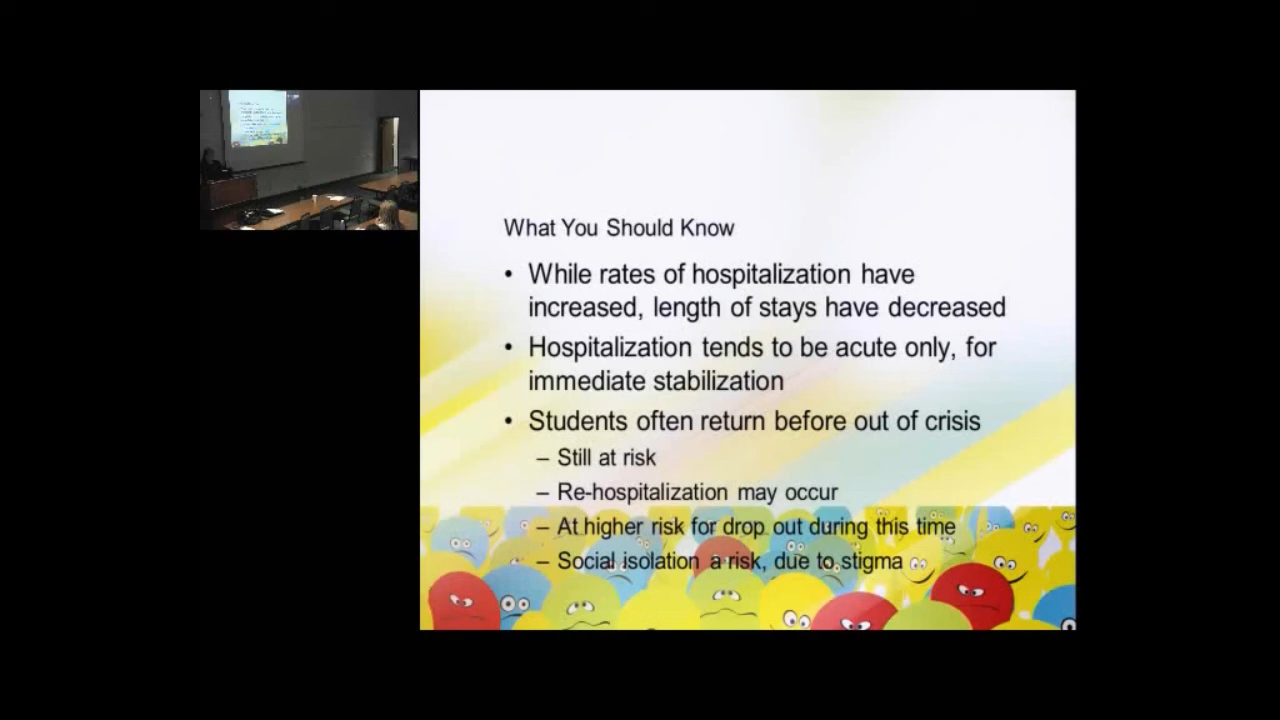 What You Should Know
• While rates of hospitalization have
increased, length of stays have decreased
• Hospitalization tends to be acute only, for
immediate stabilization
• Students often return before out of crisis
– Still at risk
– Re-hospitalization may occur
– At higher risk for drop out during this time
– Social isolation a risk, due to stigma